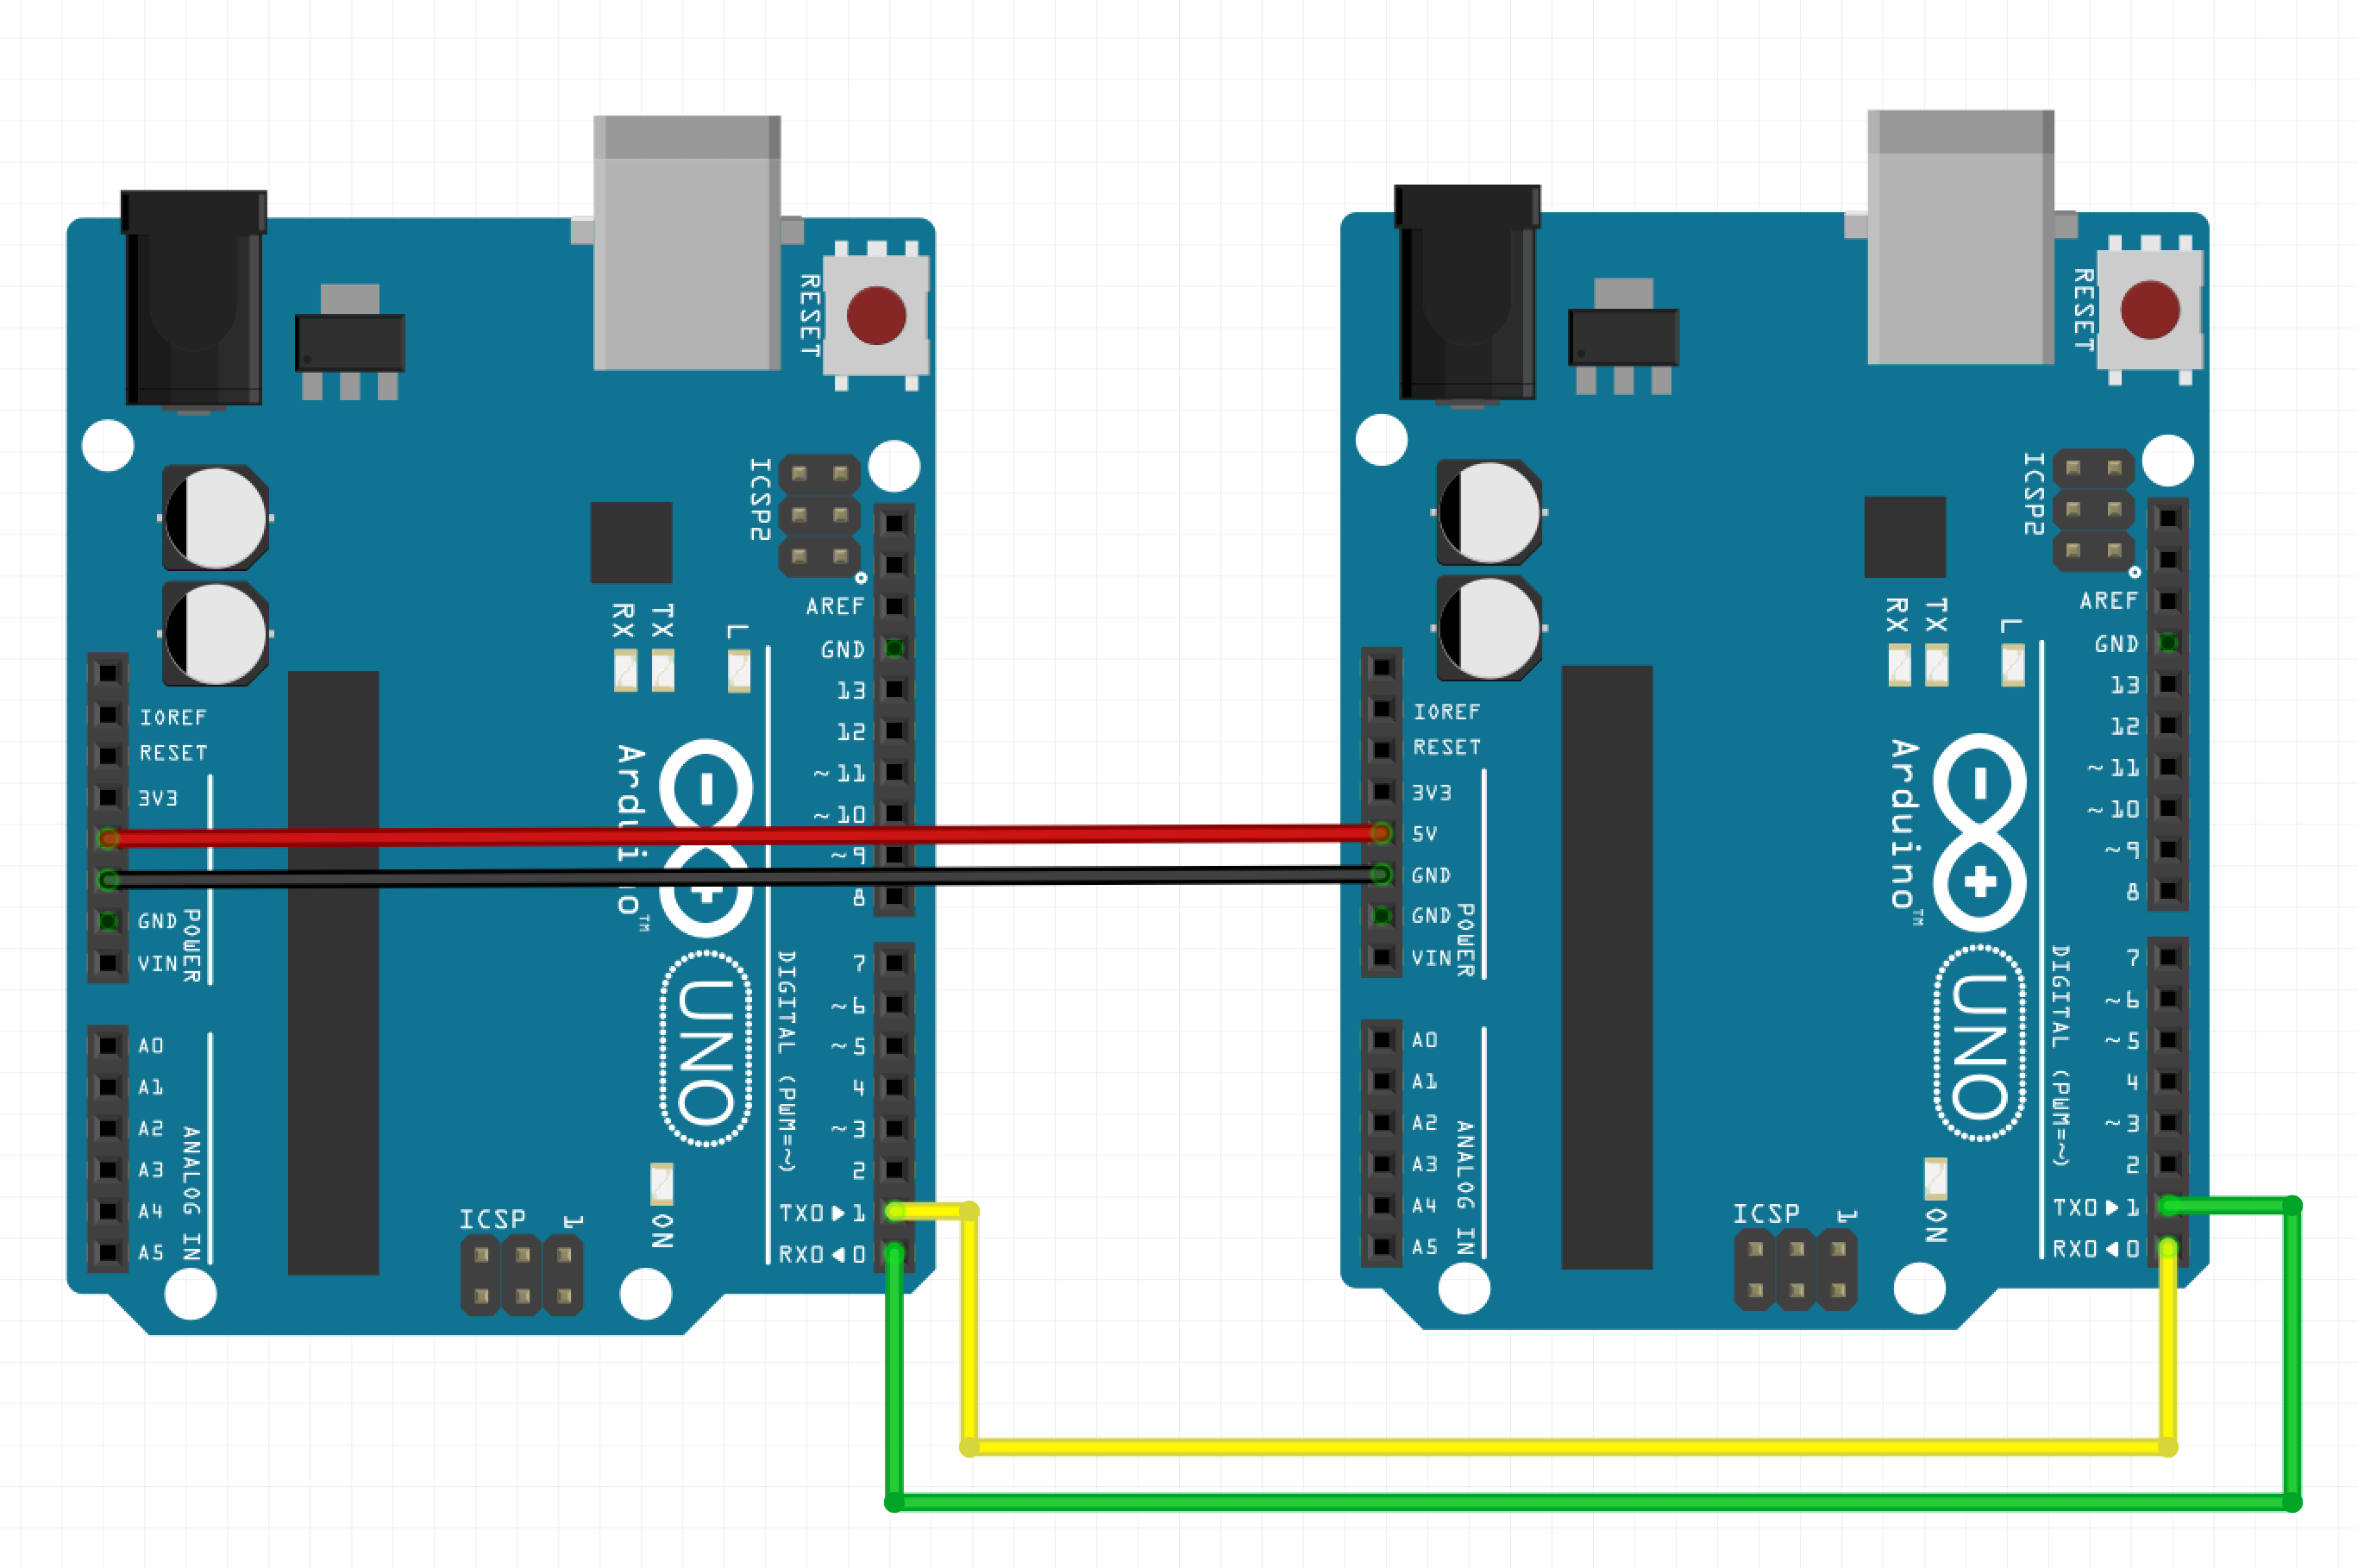 RESET
ICSP2
AREF
GND
RX
TX
L
13
12
~11
~10
~9
8
IOREF
RESET
3V3
GND
VIN
POWER
Arduino
TM
UNO
DIGITAL (PWM=~)
7
~6
~5
4
~3
2
TX0▶1
RX0◀0
A0
A1
A2
A3
A4
A5
ANALOG IN
ICSP
1
ON
RESET
ICSP2
AREF
GND
RX
TX
L
13
12
~11
~10
~9
8
IOREF
RESET
3V3
5V
GND
GND
VIN
POWER
Arduino
TM
UNO
DIGITAL (PWM=~)
7
~6
~5
4
~3
2
TX0▶1
RX0◀0
A0
A1
A2
A3
A4
A5
ANALOG IN
ICSP
1
ON